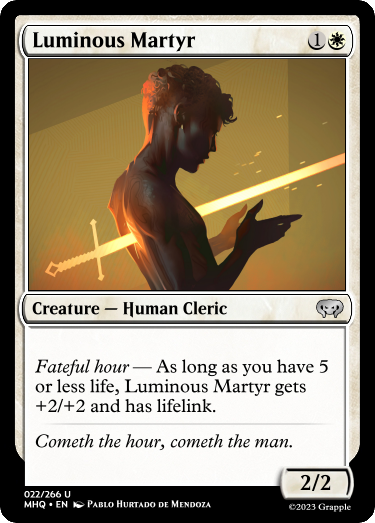 Luminous Martyr 1
Creature — Human Cleric
Fateful hour — As long as you have 5
or less life, Luminous Martyr gets
+2/+2 and has lifelink.
Cometh the hour, cometh the man.
2/2
022/266 U
MHQ • EN Pablo Hurtado de Mendoza
©2023 Grapple